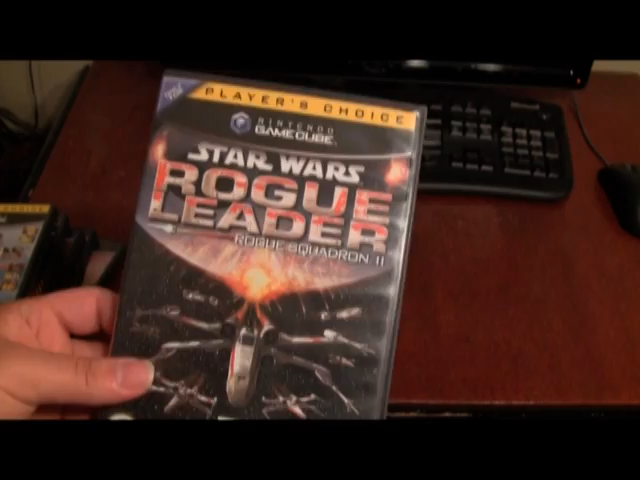 PLAYER'S CHOICE
NINTENDO
GAMECUBE
STAR WARS
ROGUE
LEADER
ROGUE SQUADRON II